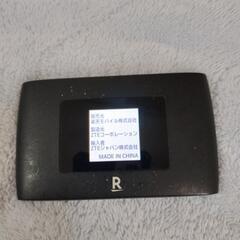 発売元
楽天モバイル株式会社
製造元
ZTEコーポレーション
輸入者
ZTEジャパン株式会社
MADE IN CHINA
R